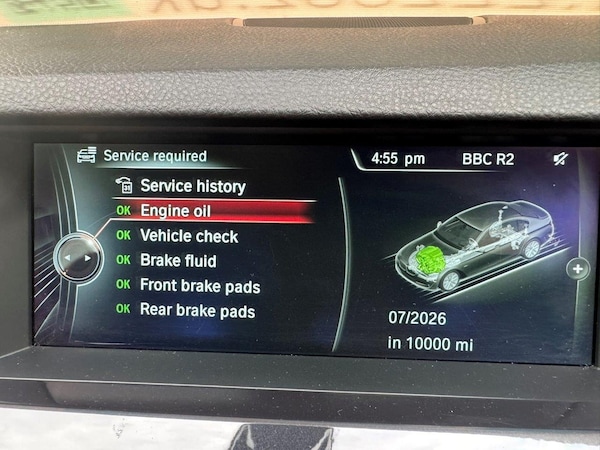 Service required
4:55 pm
BBC R2
31
Service history
OK Engine oil
OK Vehicle check
OK Brake fluid
OK Front brake pads
OK Rear brake pads
07/2026
in 10000 mi